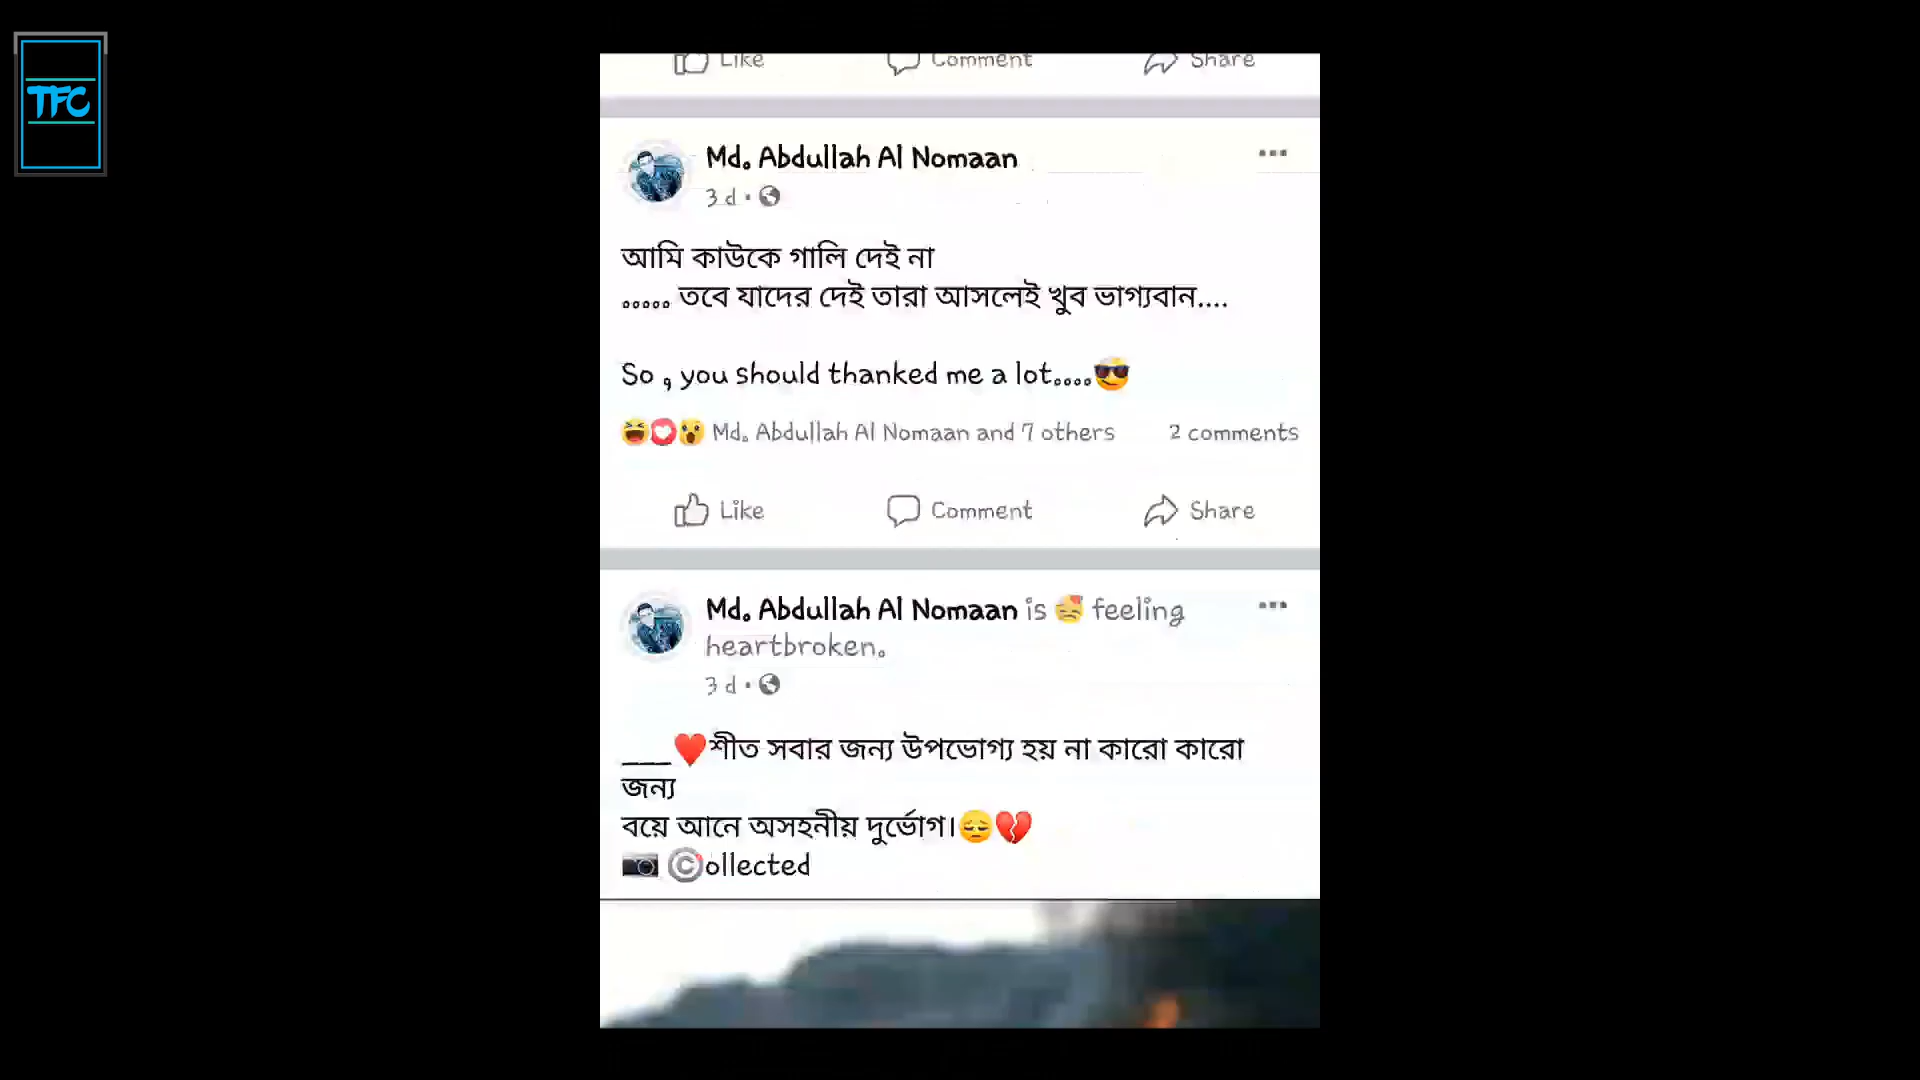 Like Comment Share
TFC
Md. Abdullah Al Nomaan
3 d
আমি কাউকে গালি দেই না
..... তবে যাদের দেই তারা আসলেই খুব ভাগ্যবান....
So , you should thanked me a lot....😎
😆❤😮 Md. Abdullah Al Nomaan and 7 others 2 comments
Like Comment Share
Md. Abdullah Al Nomaan is feeling
heartbroken.
3 d
___ ♥শীত সবার জন্য উপভোগ্য হয় না কারো কারো
জন্য
বয়ে আনে অসহনীয় দুর্ভোগ।😔💔
📷 ©ollected